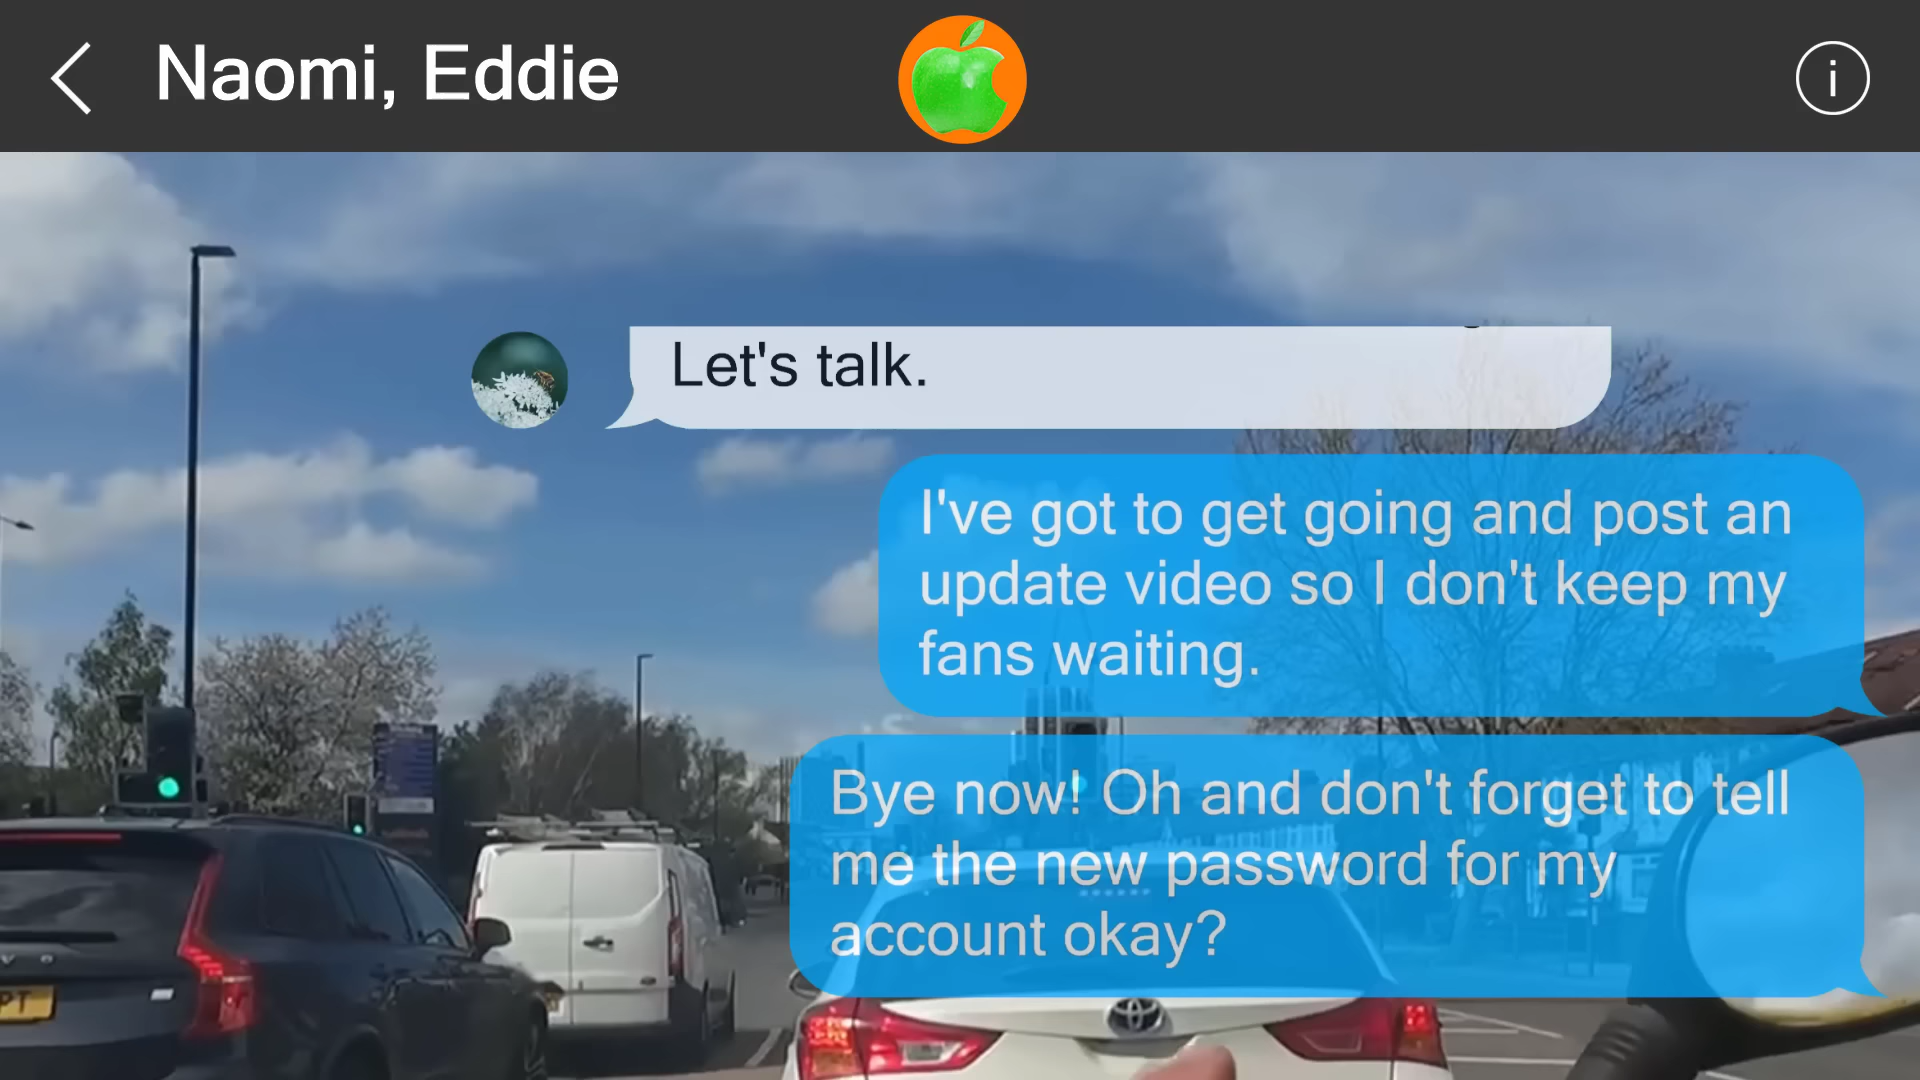 Naomi, Eddie
Let's talk.
I've got to get going and post an
update video so I don't keep my
fans waiting.
Bye now! Oh and don't forget to tell
me the new password for my
account okay?
PT